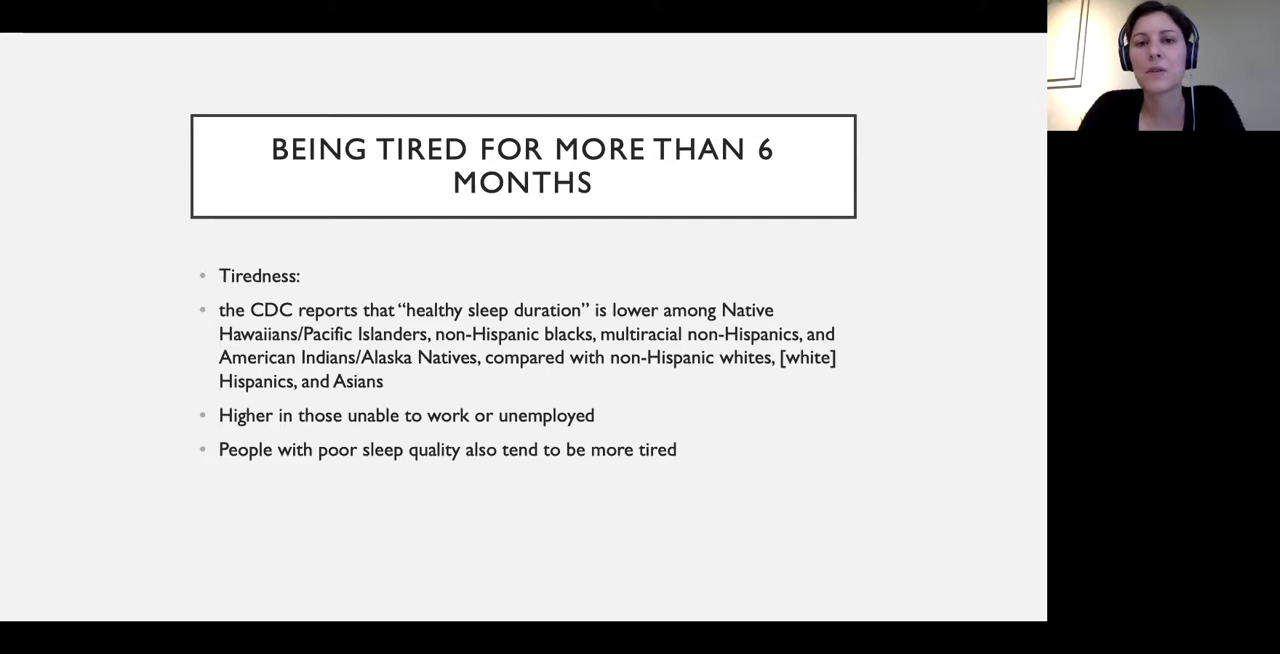 BEING TIRED FOR MORE THAN 6
MONTHS
• Tiredness:
• the CDC reports that “healthy sleep duration” is lower among Native
Hawaiians/Pacific Islanders, non-Hispanic blacks, multiracial non-Hispanics, and
American Indians/Alaska Natives, compared with non-Hispanic whites, [white]
Hispanics, and Asians
• Higher in those unable to work or unemployed
• People with poor sleep quality also tend to be more tired